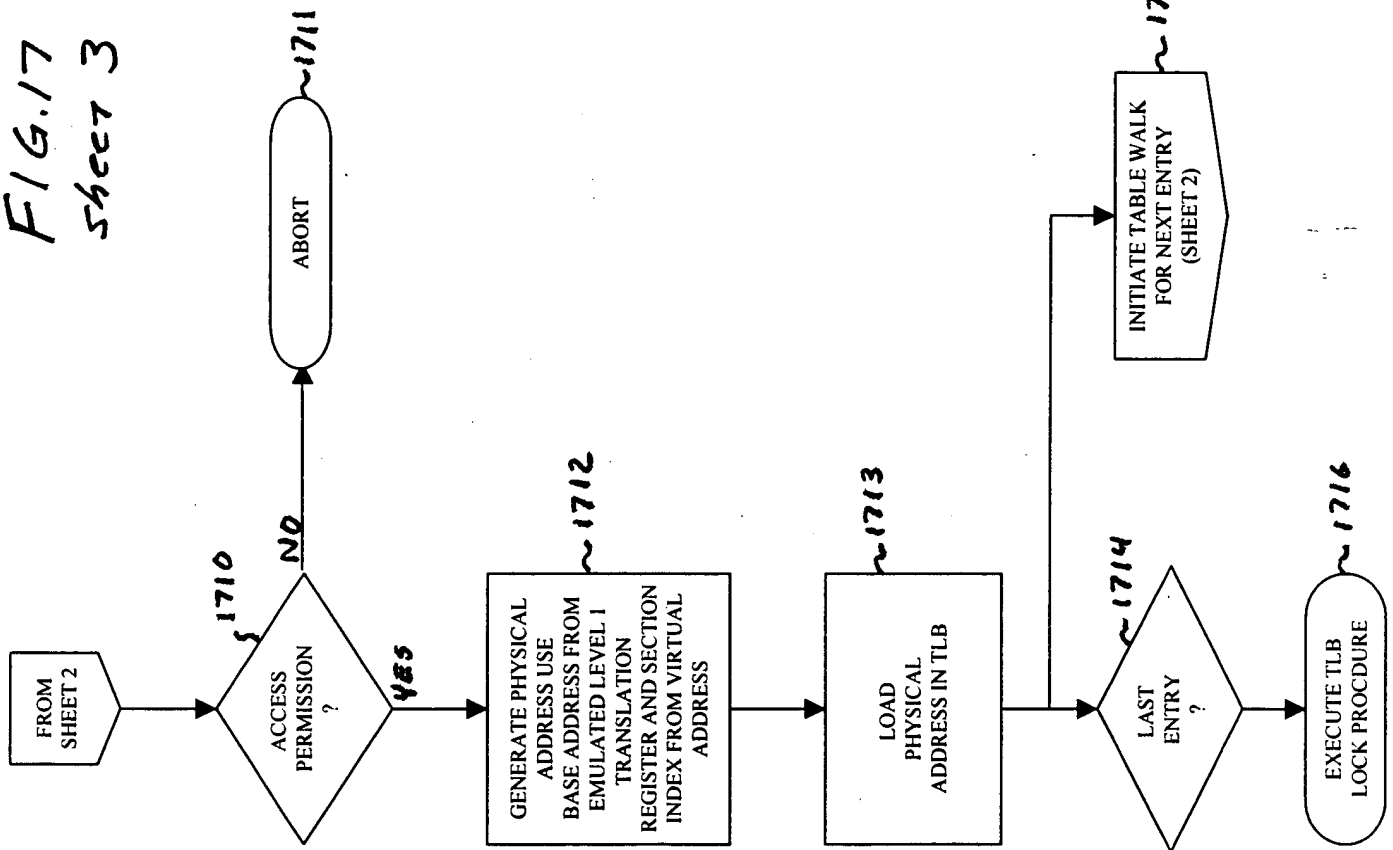 FIG.17
sheet 3
FROM
SHEET 2
1710
ACCESS
PERMISSION
?
NO
ABORT
1711
YES
GENERATE PHYSICAL
ADDRESS USE
BASE ADDRESS FROM
EMULATED LEVEL 1
TRANSLATION
REGISTER AND SECTION
INDEX FROM VIRTUAL
ADDRESS
1712
LOAD
PHYSICAL
ADDRESS IN TLB
1713
LAST
ENTRY
?
1714
INITIATE TABLE WALK
FOR NEXT ENTRY
(SHEET 2)
EXECUTE TLB
LOCK PROCDURE
1716